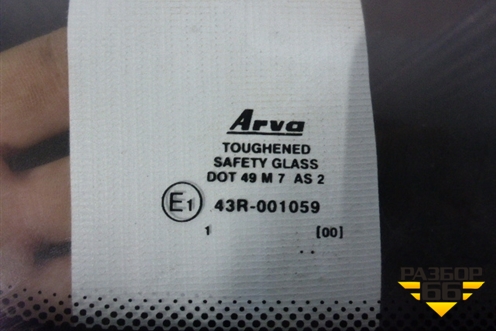 Arva
TOUGHENED
SAFETY GLASS
DOT 49 M 7 AS 2
E1 43R-001059
1 [00]
..
РАЗБОР
66